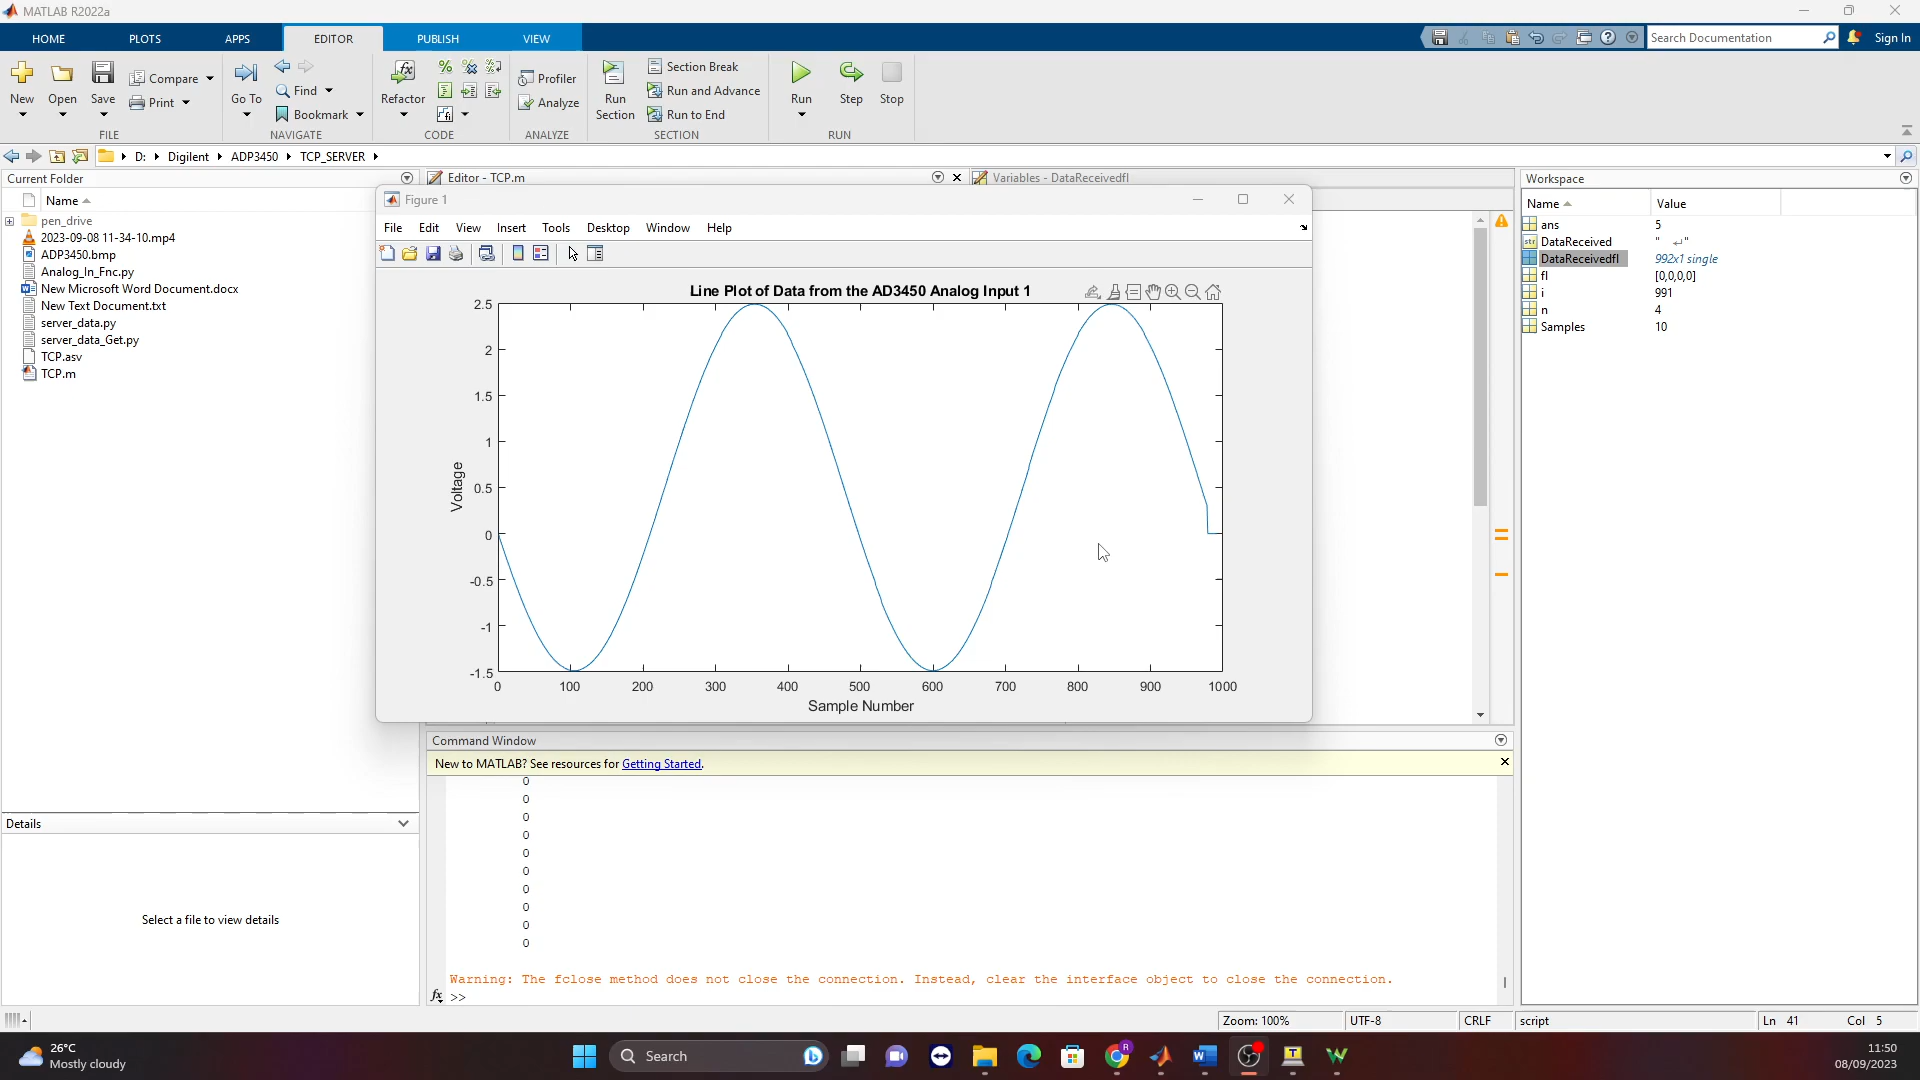 MATLAB R2022a
HOME PLOTS APPS EDITOR PUBLISH VIEW Search Documentation Sign In
New Open Save Compare Print Go To Find Bookmark Refactor Profiler Analyze Run Section Section Break Run and Advance Run to End Run Step Stop
FILE NAVIGATE CODE ANALYZE SECTION RUN
D: Digilent ADP3450 TCP_SERVER
Current Folder
Name
pen_drive
2023-09-08 11-34-10.mp4
ADP3450.bmp
Analog_In_Fnc.py
New Microsoft Word Document.docx
New Text Document.txt
server_data.py
server_data_Get.py
TCP.asv
TCP.m
Details
Select a file to view details
Editor - TCP.m
Variables - DataReceivedfl
Figure 1
File Edit View Insert Tools Desktop Window Help
Line Plot of Data from the AD3450 Analog Input 1
2.5
2
1.5
1
0.5
0
-0.5
-1
-1.5
Voltage
0 100 200 300 400 500 600 700 800 900 1000
Sample Number
Command Window
New to MATLAB? See resources for Getting Started.
0
0
0
0
0
0
0
0
0
0
Warning: The fclose method does not close the connection. Instead, clear the interface object to close the connection.
fx >>
Workspace
Name Value
ans 5
DataReceived " ↵"
DataReceivedfl 992x1 single
fl [0,0,0,0]
i 991
n 4
Samples 10
Zoom: 100% UTF-8 CRLF script Ln 41 Col 5
26°C
Mostly cloudy
Search
11:50
08/09/2023